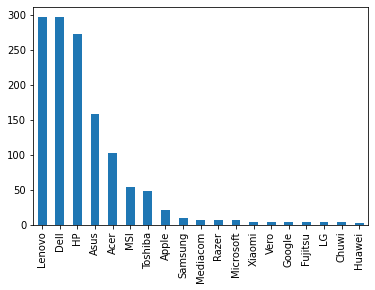 300
250
200
150
100
50
0
Lenovo
Dell
HP
Asus
Acer
MSI
Toshiba
Apple
Samsung
Mediacom
Razer
Microsoft
Xiaomi
Vero
Google
Fujitsu
LG
Chuwi
Huawei